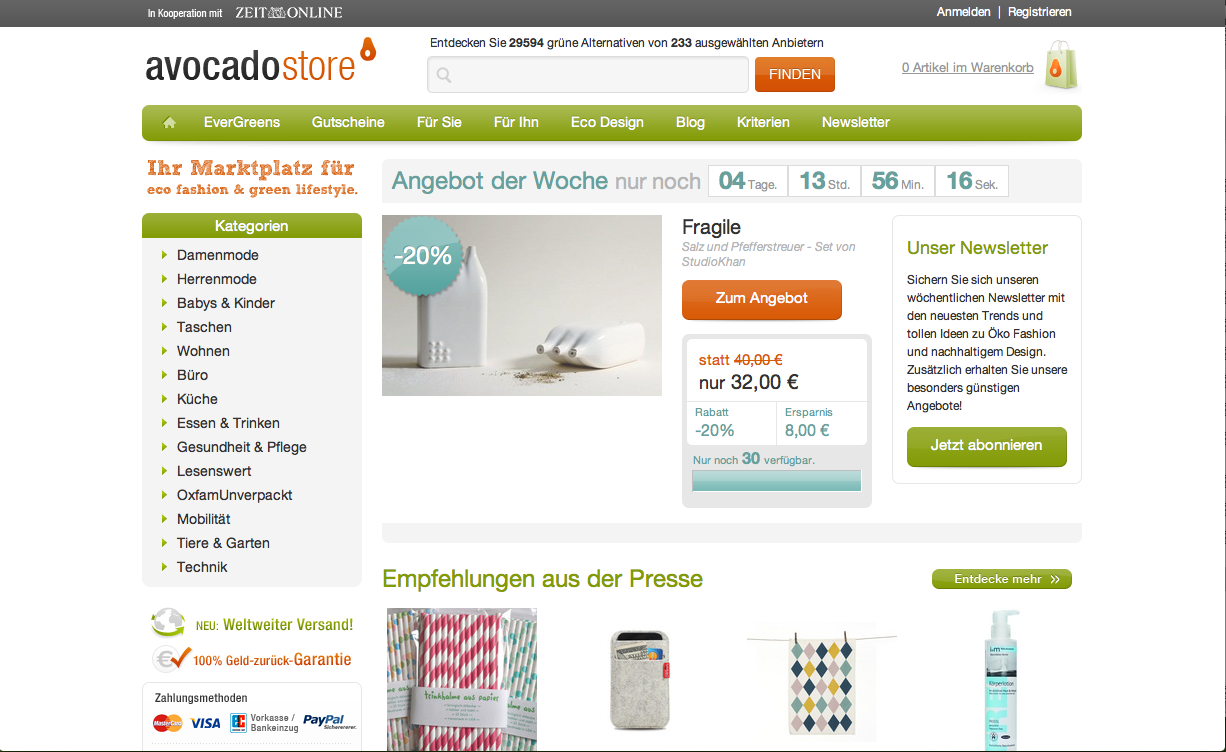 In Kooperation mit ZEIT ONLINE
Anmelden | Registrieren
avocadostore
Entdecken Sie 29594 grüne Alternativen von 233 ausgewählten Anbietern
FINDEN
0 Artikel im Warenkorb
EverGreens Gutscheine Für Sie Für Ihn Eco Design Blog Kriterien Newsletter
Ihr Marktplatz für
eco fashion & green lifestyle.
Kategorien
Damenmode
Herrenmode
Babys & Kinder
Taschen
Wohnen
Büro
Küche
Essen & Trinken
Gesundheit & Pflege
Lesenswert
OxfamUnverpackt
Mobilität
Tiere & Garten
Technik
NEU: Weltweiter Versand!
100% Geld-zurück-Garantie
Zahlungsmethoden
MasterCard VISA Vorkasse /
Bankeinzug
PayPal
Angebot der Woche nur noch 04 Tage. 13 Std. 56 Min. 16 Sek.
-20%
Fragile
Salz und Pfefferstreuer - Set von
StudioKhan
Zum Angebot
statt 40,00 €
nur 32,00 €
Rabatt
-20%
Ersparnis
8,00 €
Nur noch 30 verfügbar.
Unser Newsletter
Sichern Sie sich unseren
wöchentlichen Newsletter mit
den neuesten Trends und
tollen Ideen zu Öko Fashion
und nachhaltigem Design.
Zusätzlich erhalten Sie unsere
besonders günstigen
Angebote!
Jetzt abonnieren
Empfehlungen aus der Presse
Entdecke mehr »
trinkhalme aus papier
Körperlotion